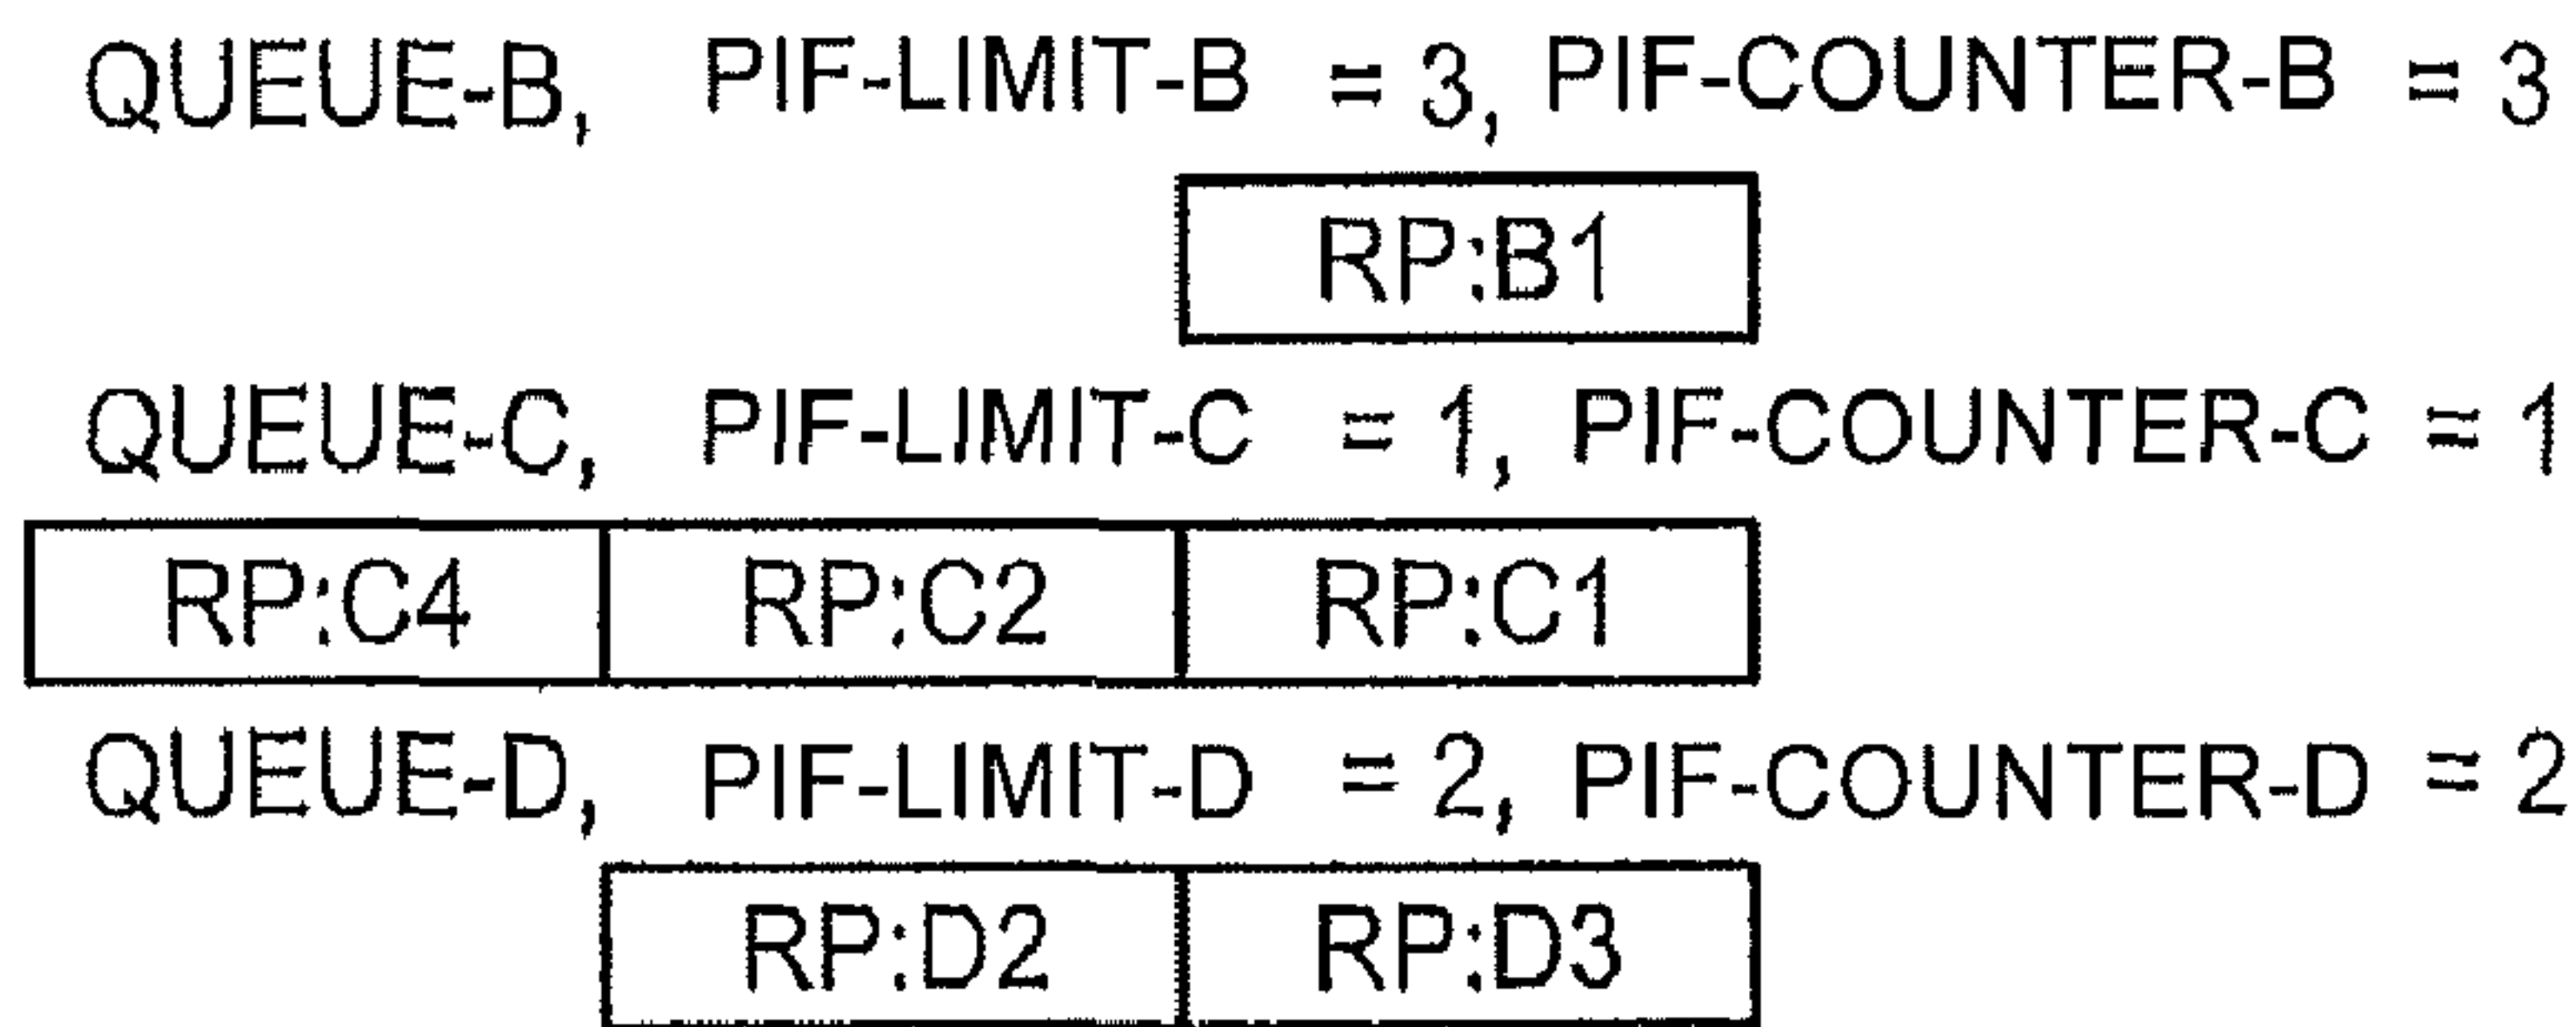 QUEUE-B, PIF-LIMIT-B = 3, PIF-COUNTER-B = 3
RP:B1
QUEUE-C, PIF-LIMIT-C = 1, PIF-COUNTER-C = 1
RP:C4 RP:C2 RP:C1
QUEUE-D, PIF-LIMIT-D = 2, PIF-COUNTER-D = 2
RP:D2 RP:D3